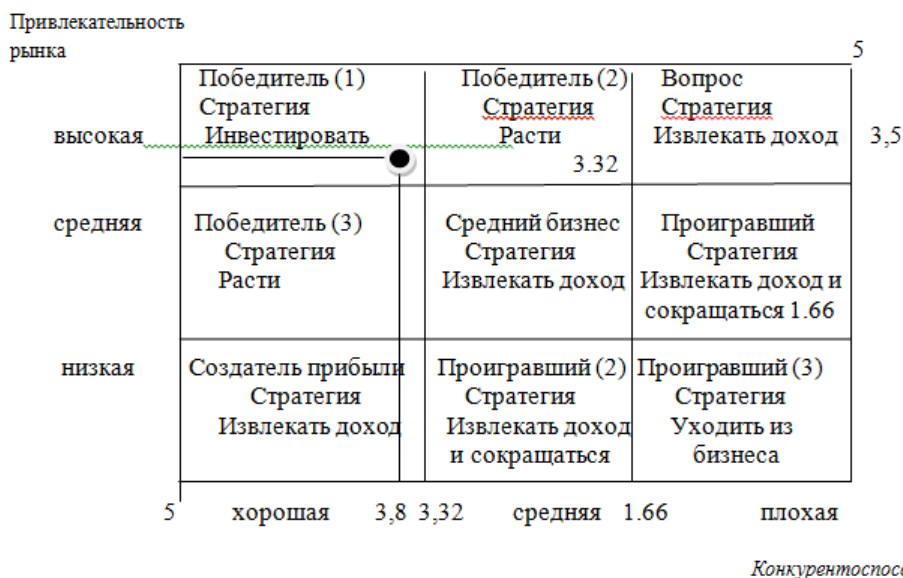 Привлекательность
рынка
5
Победитель (1)
Стратегия
Инвестировать
Победитель (2)
Стратегия
Расти
3.32
Вопрос
Стратегия
Извлекать доход
высокая
3,5
средняя
Победитель (3)
Стратегия
Расти
Средний бизнес
Стратегия
Извлекать доход
Проигравший
Стратегия
Извлекать доход и
сокращаться 1.66
низкая
Создатель прибыли
Стратегия
Извлекать доход
Проигравший (2)
Стратегия
Извлекать доход
и сокращаться
Проигравший (3)
Стратегия
Уходить из
бизнеса
5 хорошая 3,8 3,32 средняя 1.66 плохая
Конкурентоспосо